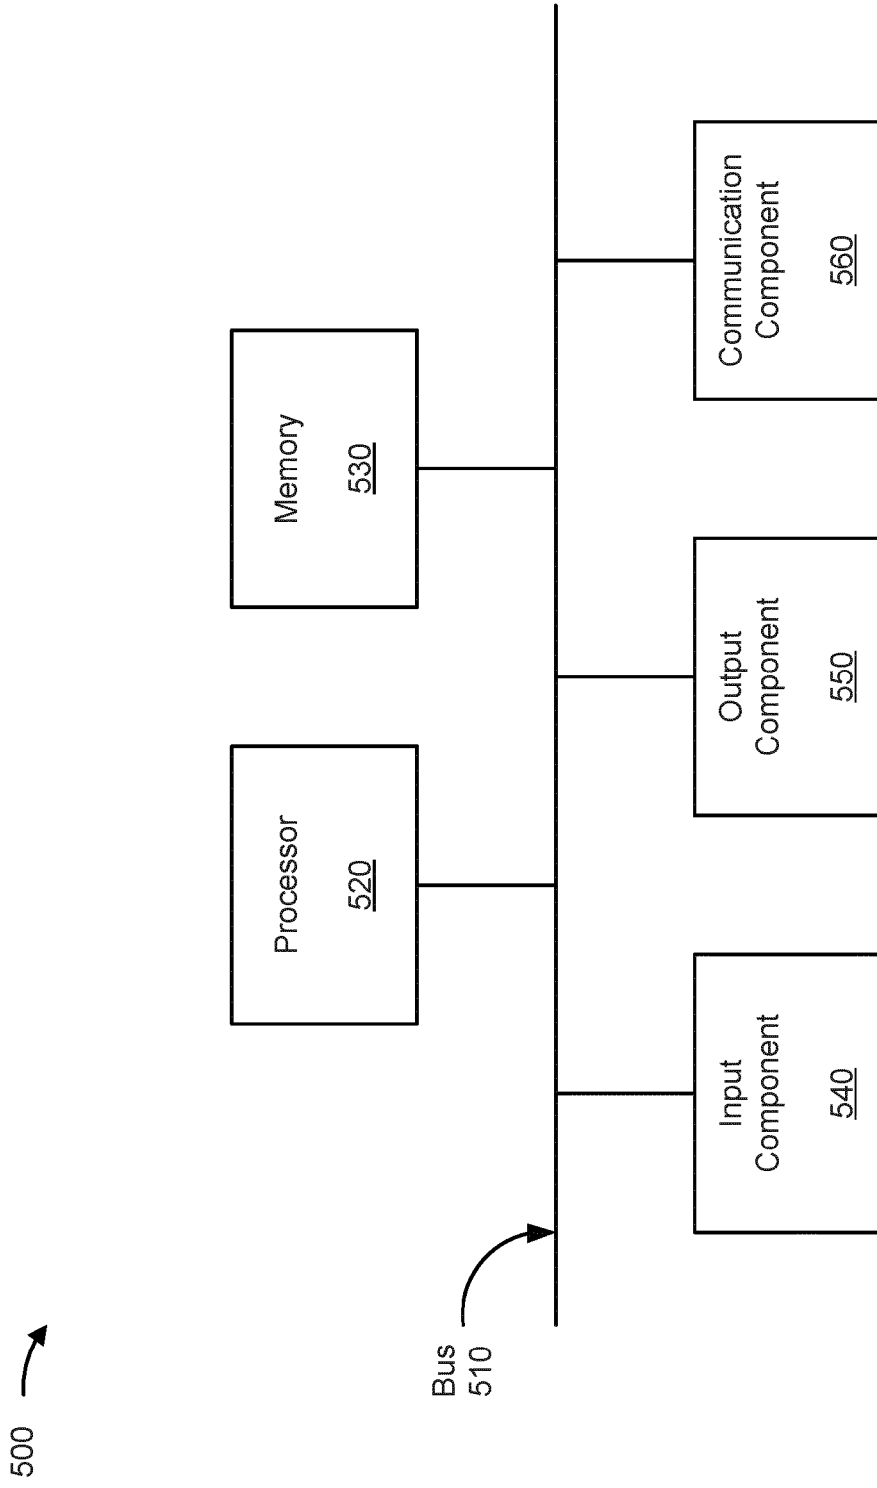 500
Processor
520
Memory
530
Bus
510
Input
Component
540
Output
Component
550
Communication
Component
560